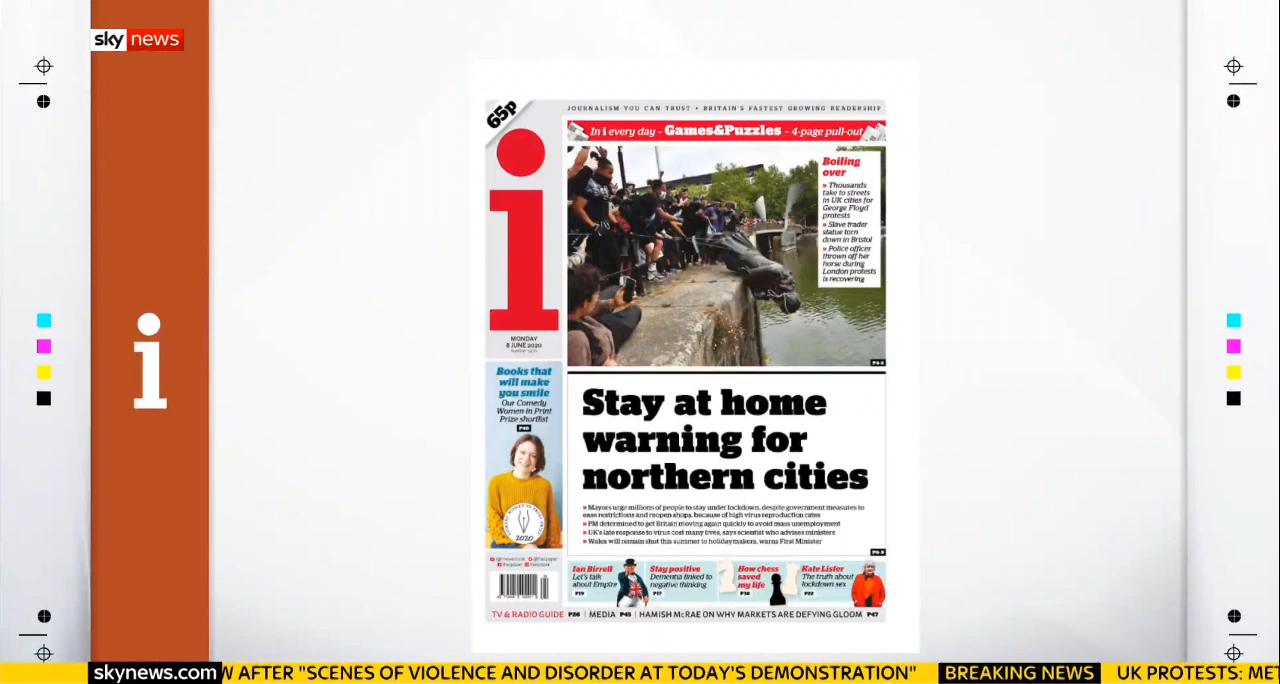 sky news
65p
JOURNALISM YOU CAN TRUST • BRITAIN'S FASTEST GROWING READERSHIP
In i every day – Games&Puzzles – 4-page pull-out
i
MONDAY
8 JUNE 2020
Boiling
over
» Thousands
take to streets
in UK cities for
George Floyd
protests
» Slave trader
statue torn
down in Bristol
» Police officer
thrown off her
horse during
London protests
is recovering
i
Books that
will make
you smile
Our Comedy
Women in Print
Prize shortlist
P40
2020
Stay at home
warning for
northern cities
» Mayors urge millions of people to stay under lockdown, despite government measures to
ease restrictions and reopen shops, because of high virus reproduction rates
» PM determined to get Britain moving again quickly to avoid mass unemployment
» UK's late response to virus cost many lives, says scientist who advises ministers
» Wales will remain shut this summer to holidaymakers, warns First Minister
Ian Birrell
Let's talk
about Empire
P19
Stay positive
Dementia linked to
negative thinking
P17
How chess
saved
my life
P30
Kate Lister
The truth about
lockdown sex
P22
TV & RADIO GUIDE P26 | MEDIA P45 | HAMISH McRAE ON WHY MARKETS ARE DEFYING GLOOM P47
skynews.com W AFTER "SCENES OF VIOLENCE AND DISORDER AT TODAY'S DEMONSTRATION" BREAKING NEWS UK PROTESTS: MET